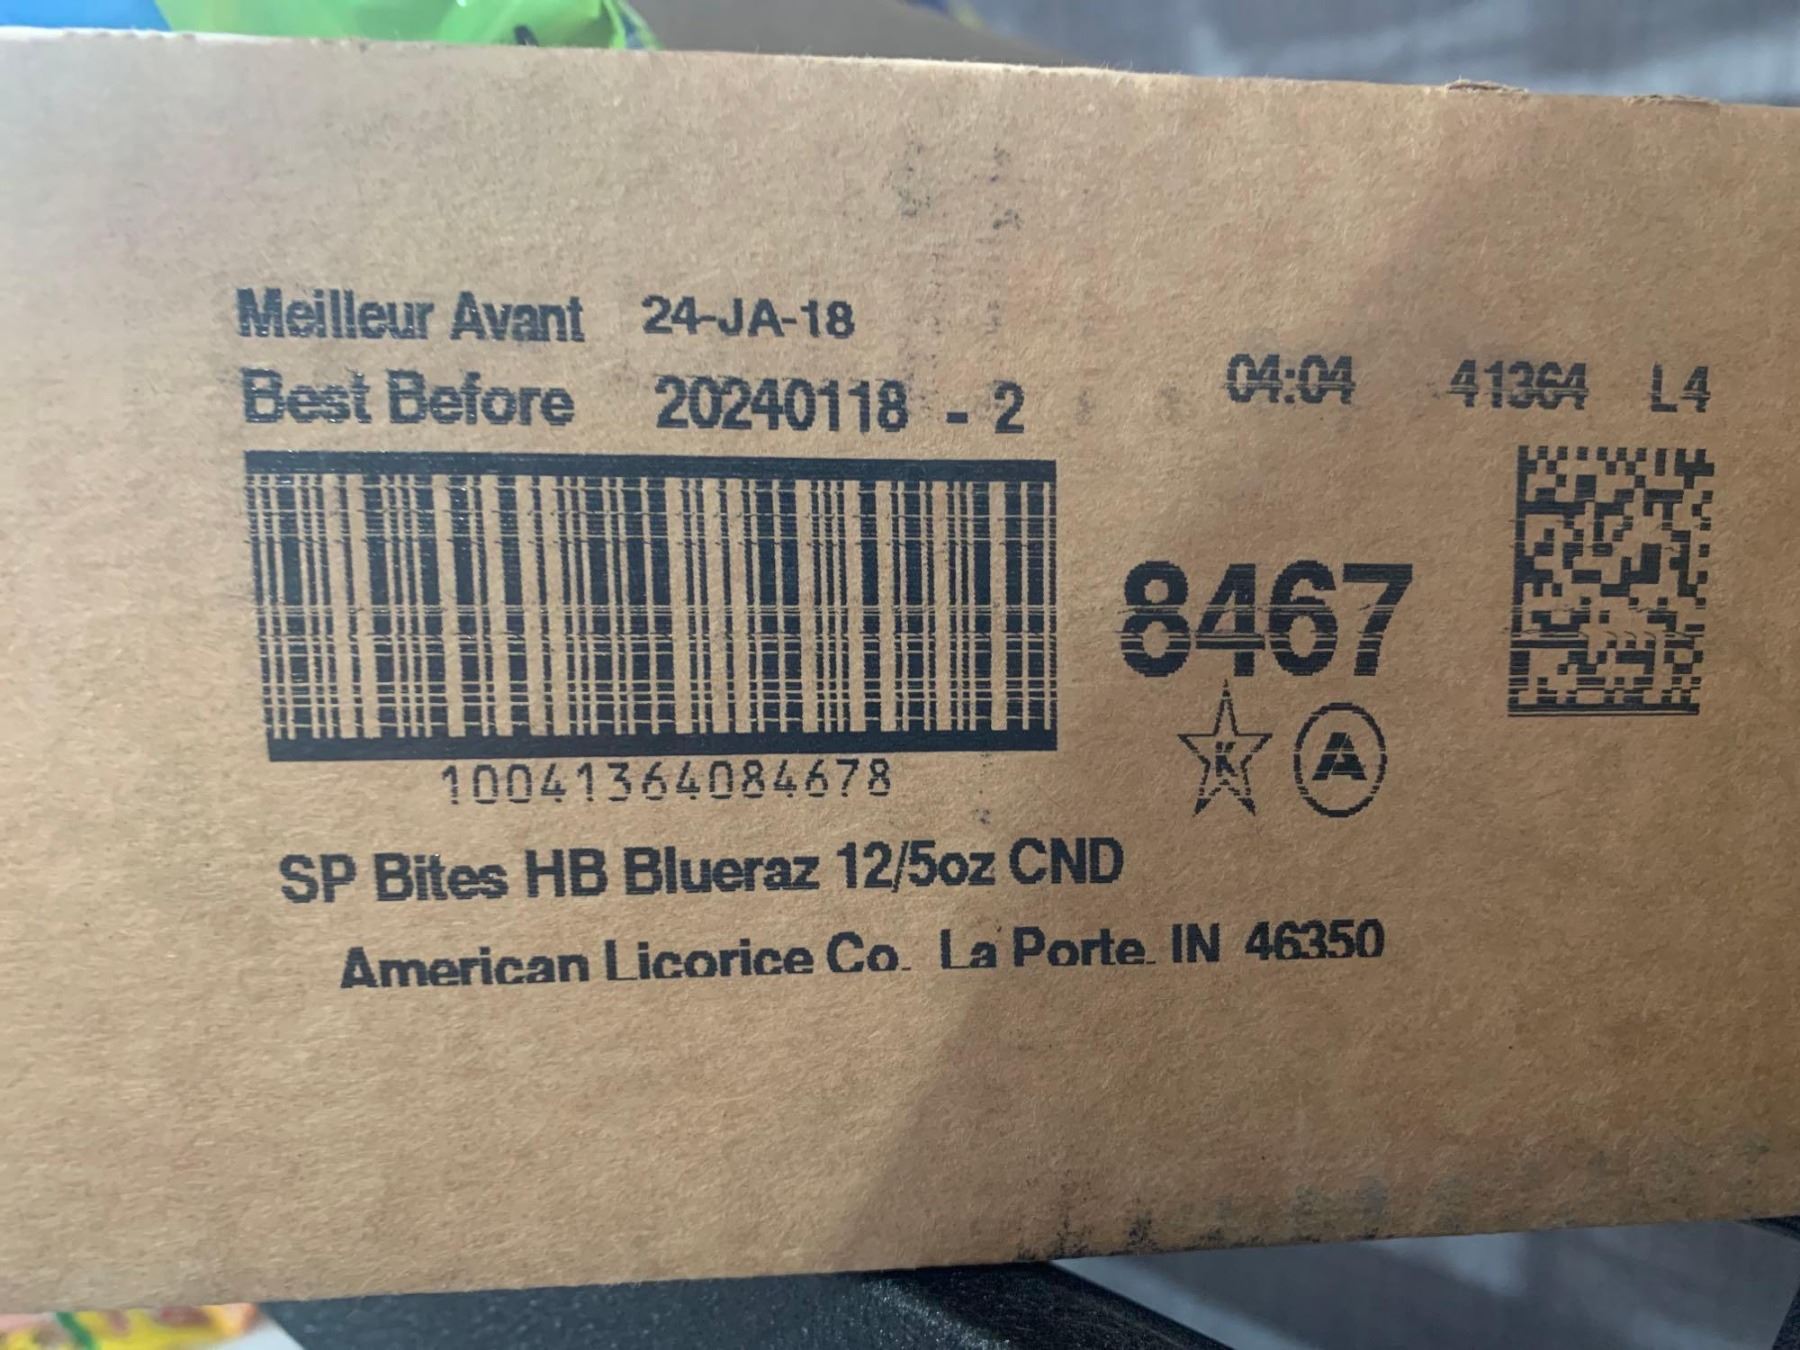 Meilleur Avant 24-JA-18
Best Before 20240118 - 2 04:04 41364 L4
8467
K A
10041364084678
SP Bites HB Blueraz 12/5oz CND
American Licorice Co. La Porte. IN 46350